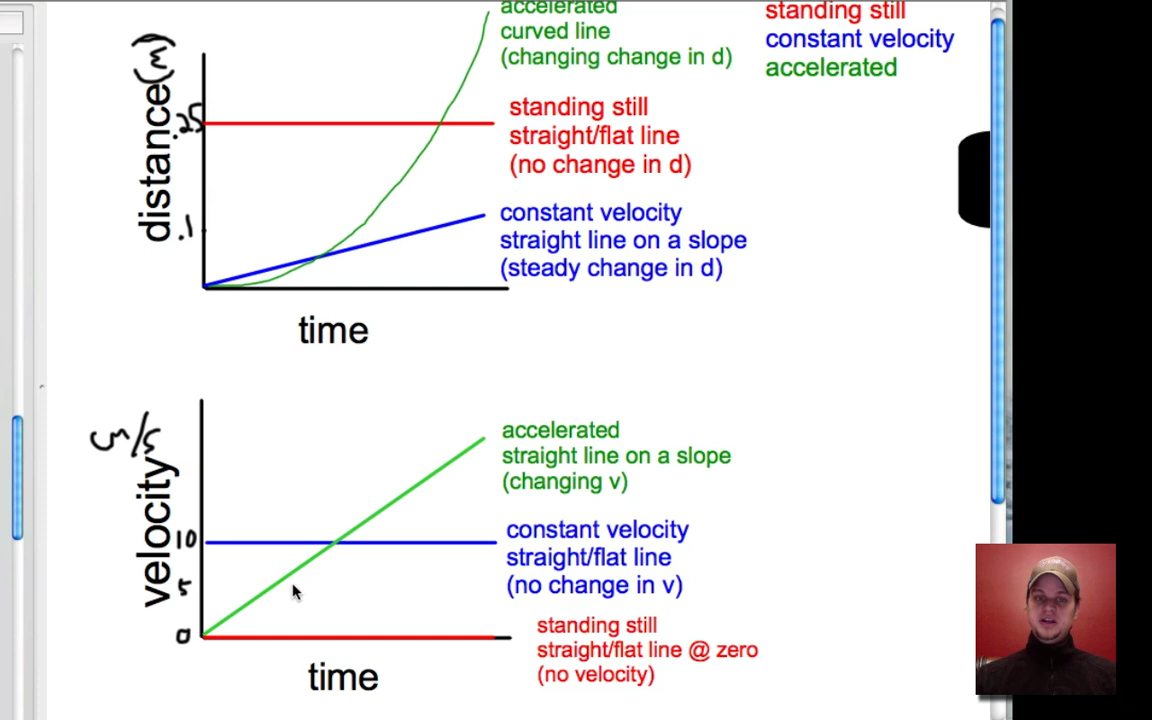 accelerated
curved line
(changing change in d)
standing still
constant velocity
accelerated
distance(m)
.25
standing still
straight/flat line
(no change in d)
.1
constant velocity
straight line on a slope
(steady change in d)
time
velocity m/s
accelerated
straight line on a slope
(changing v)
10
constant velocity
straight/flat line
(no change in v)
5
0
standing still
straight/flat line @ zero
(no velocity)
time